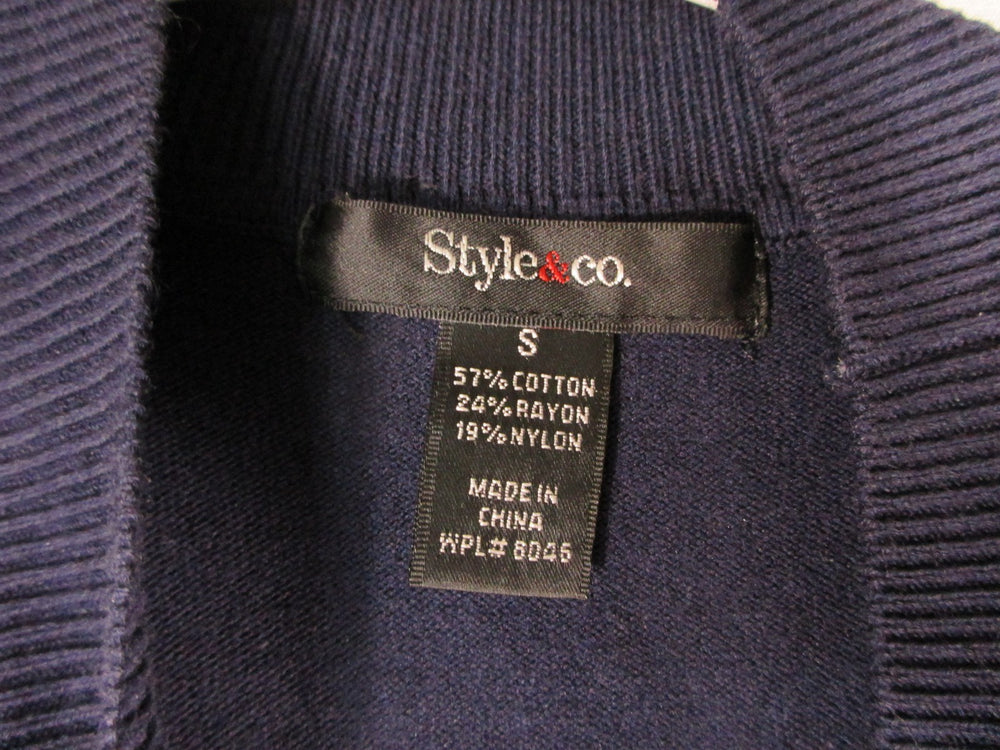 Style&co.
S
57% COTTON
24% RAYON
19% NYLON
MADE IN
CHINA
WPL# 8046